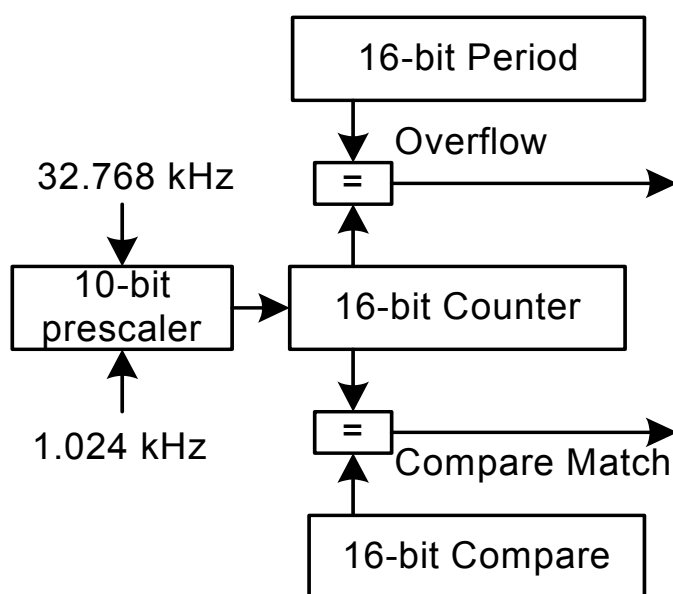 16-bit Period
Overflow
=
32.768 kHz
10-bit
prescaler
16-bit Counter
1.024 kHz
=
Compare Match
16-bit Compare